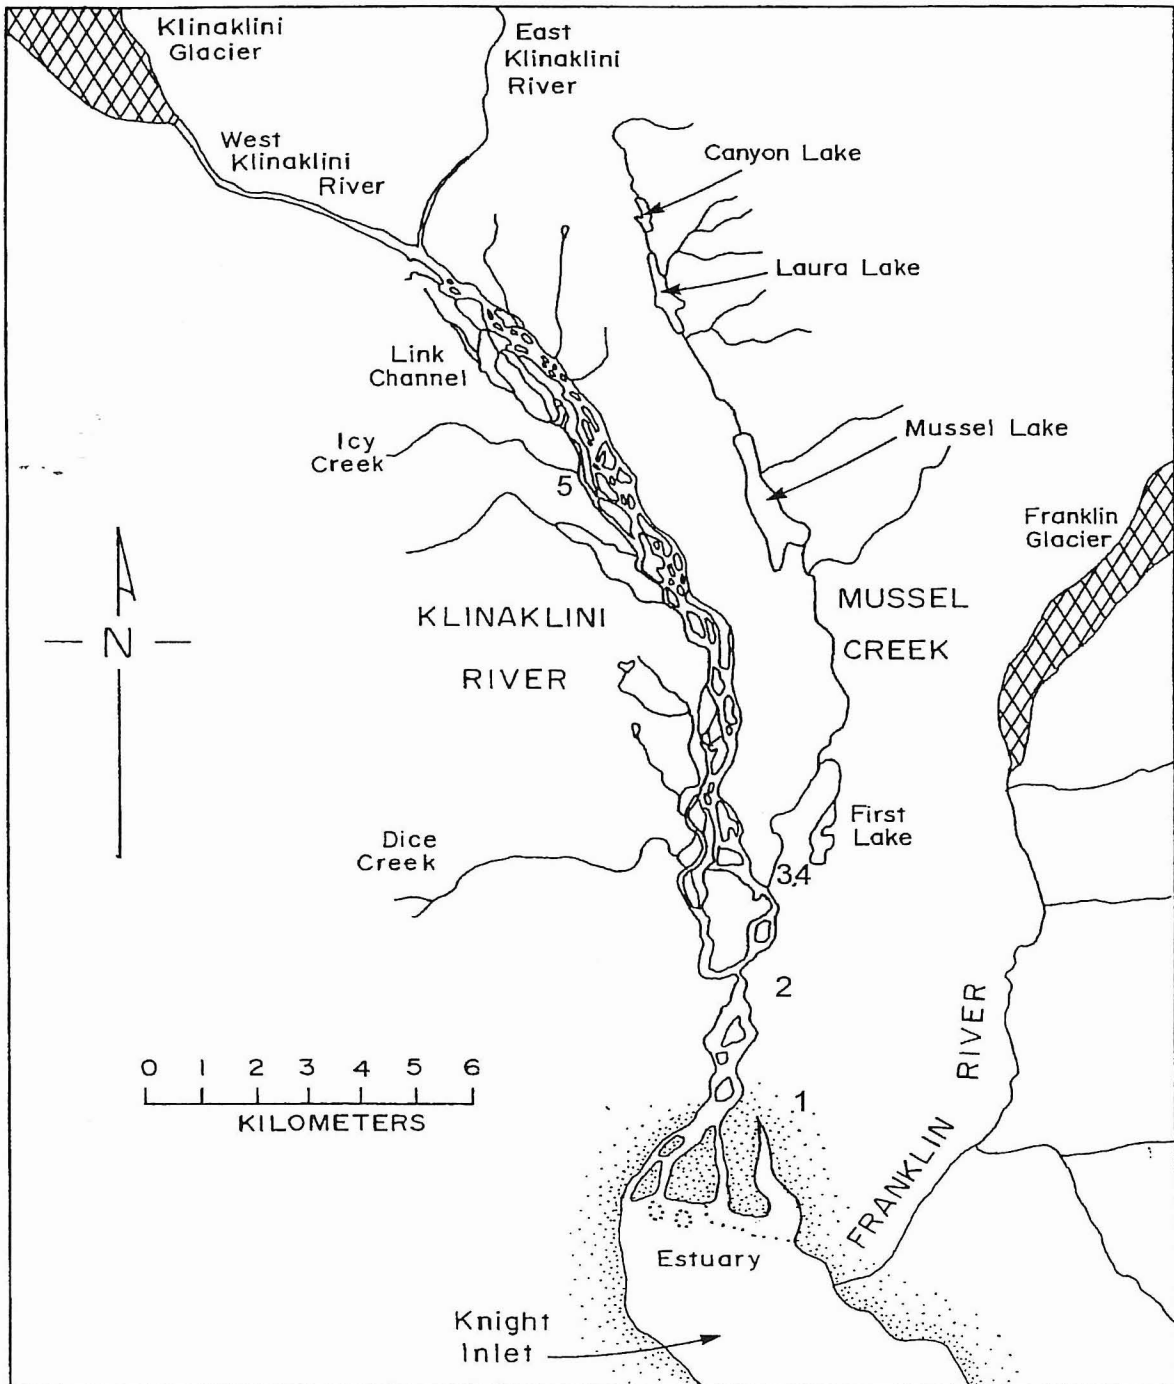 Klinaklini
Glacier
East
Klinaklini
River
West
Klinaklini
River
Canyon Lake
Laura Lake
Link
Channel
Icy
Creek
Mussel Lake
5
Franklin
Glacier
N
KLINAKLINI
RIVER
MUSSEL
CREEK
First
Lake
Dice
Creek
3,4
2
RIVER
FRANKLIN
0 1 2 3 4 6
KILOMETERS
1
Estuary
Knight
Inlet